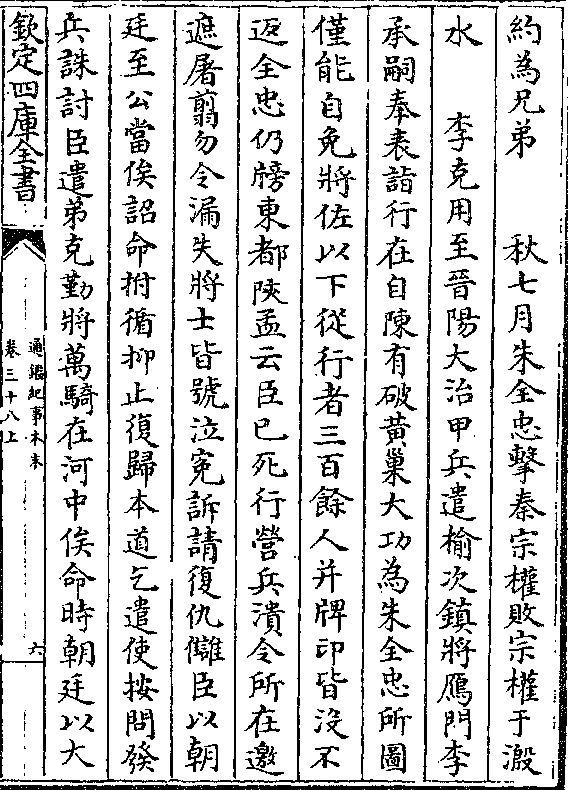 約為兄弟　秋七月朱全忠擊秦宗權敗宗權于溵
水　李克用至晉陽大治甲兵遣榆次鎮將鴈門李
承嗣奉表詣行在自陳有破黃巢大功為朱全忠所圖
僅能自免將佐以下從行者三百餘人并牌印皆沒不
返全忠仍牓東都陝孟云臣已死行營兵潰令所在邀
遮屠翦勿令漏失將士皆號泣冤訴請復仇讎臣以朝
廷至公當俟詔命拊循抑止復歸本道乞遣使按問發
兵誅討臣遣弟克勤將萬騎在河中俟命時朝廷以大
欽定四庫全書
通鑑紀事本末
卷三十八上
六